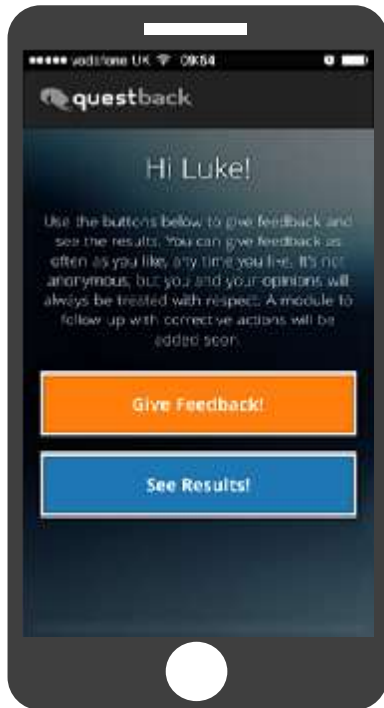 vodafone UK 09:54
questback
Hi Luke!
Use the buttons below to give feedback and
see the results. You can give feedback as
often as you like, any time you like. It's not
anonymous, but you and your opinions will
always be treated with respect. A module to
follow up with corrective actions will be
added soon.
Give Feedback!
See Results!